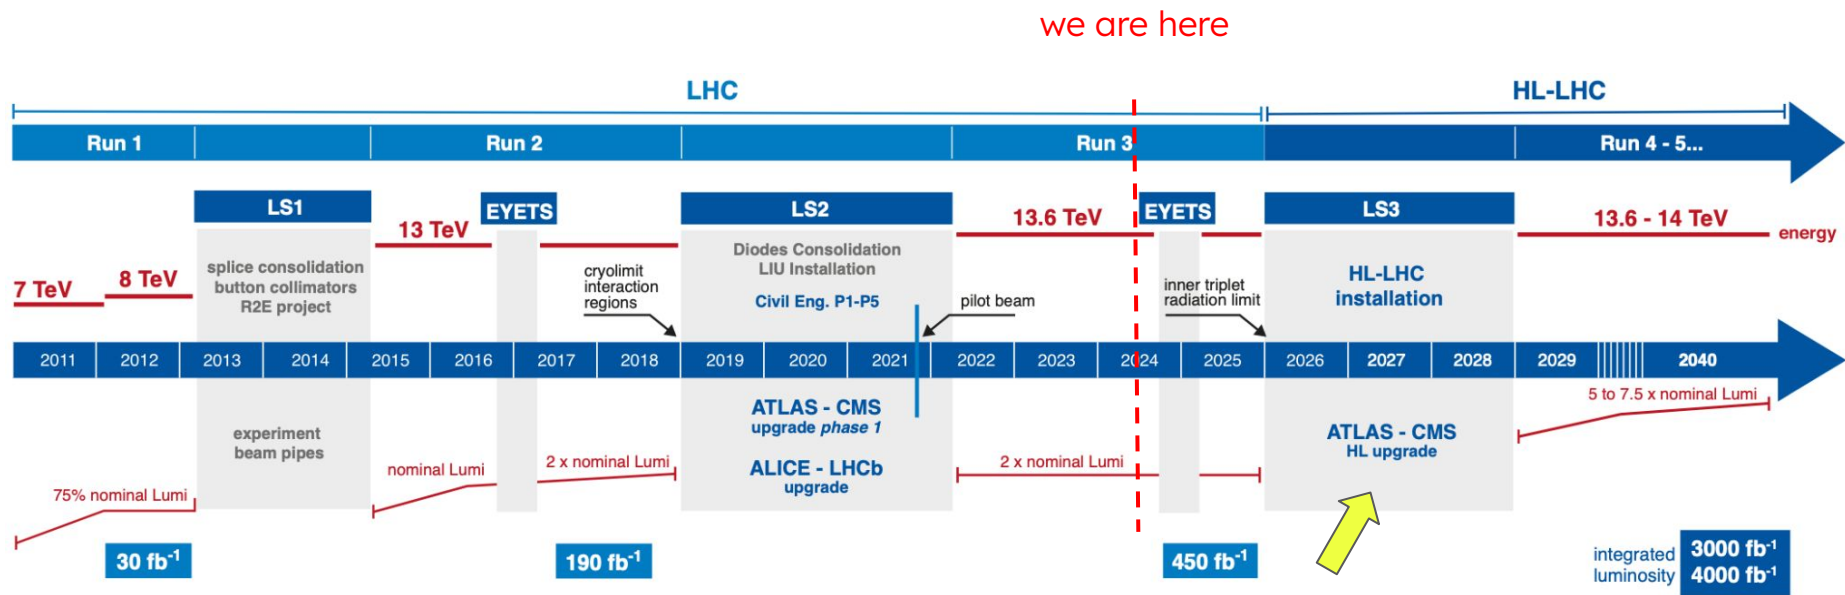 we are here
LHC
HL-LHC
Run 1
Run 2
Run 3
Run 4 - 5...
LS1
EYETS
LS2
EYETS
LS3
7 TeV
8 TeV
13 TeV
13.6 TeV
13.6 - 14 TeV
energy
splice consolidation
button collimators
R2E project
cryolimit
interaction
regions
Diodes Consolidation
LIU Installation
Civil Eng. P1-P5
pilot beam
inner triplet
radiation limit
HL-LHC
installation
2011 2012 2013 2014 2015 2016 2017 2018 2019 2020 2021 2022 2023 2024 2025 2026 2027 2028 2029 2040
experiment
beam pipes
ATLAS - CMS
upgrade phase 1
ALICE - LHCb
upgrade
ATLAS - CMS
HL upgrade
5 to 7.5 x nominal Lumi
75% nominal Lumi
nominal Lumi
2 x nominal Lumi
2 x nominal Lumi
30 fb⁻¹
190 fb⁻¹
450 fb⁻¹
integrated
luminosity
3000 fb⁻¹
4000 fb⁻¹